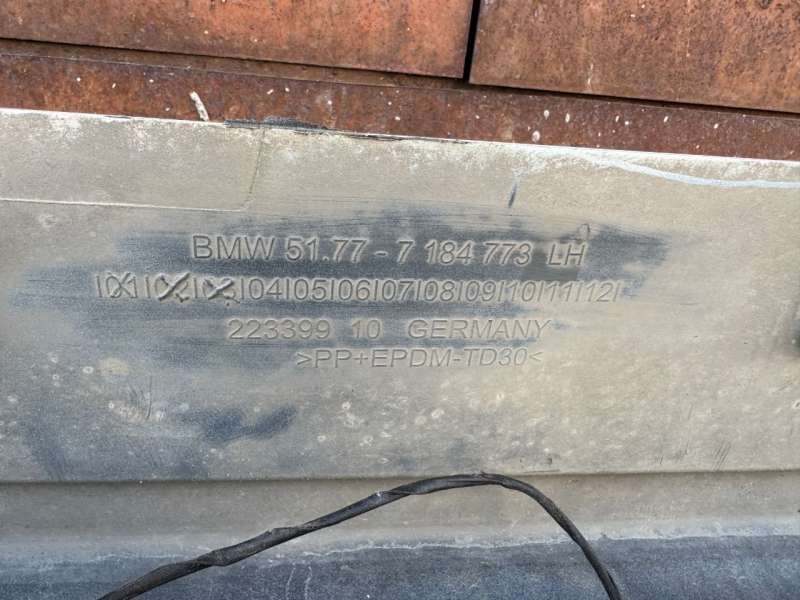 BMW 51.77 - 7 184 773 LH
|01|02|03|04|05|06|07|08|09|10|11|12|
223399 10 GERMANY
>PP+EPDM-TD30<